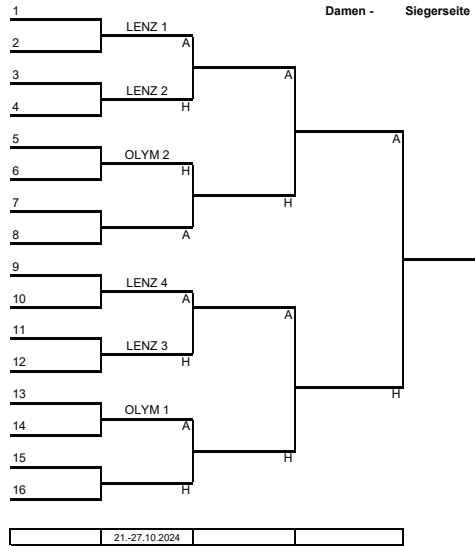 Damen - Siegerseite
1
LENZ 1
2
A
3
A
LENZ 2
4
H
5
A
OLYM 2
6
H
7
H
8
A
9
LENZ 4
10
A
11
A
LENZ 3
12
H
13
H
OLYM 1
14
A
15
H
16
H
21.-27.10.2024